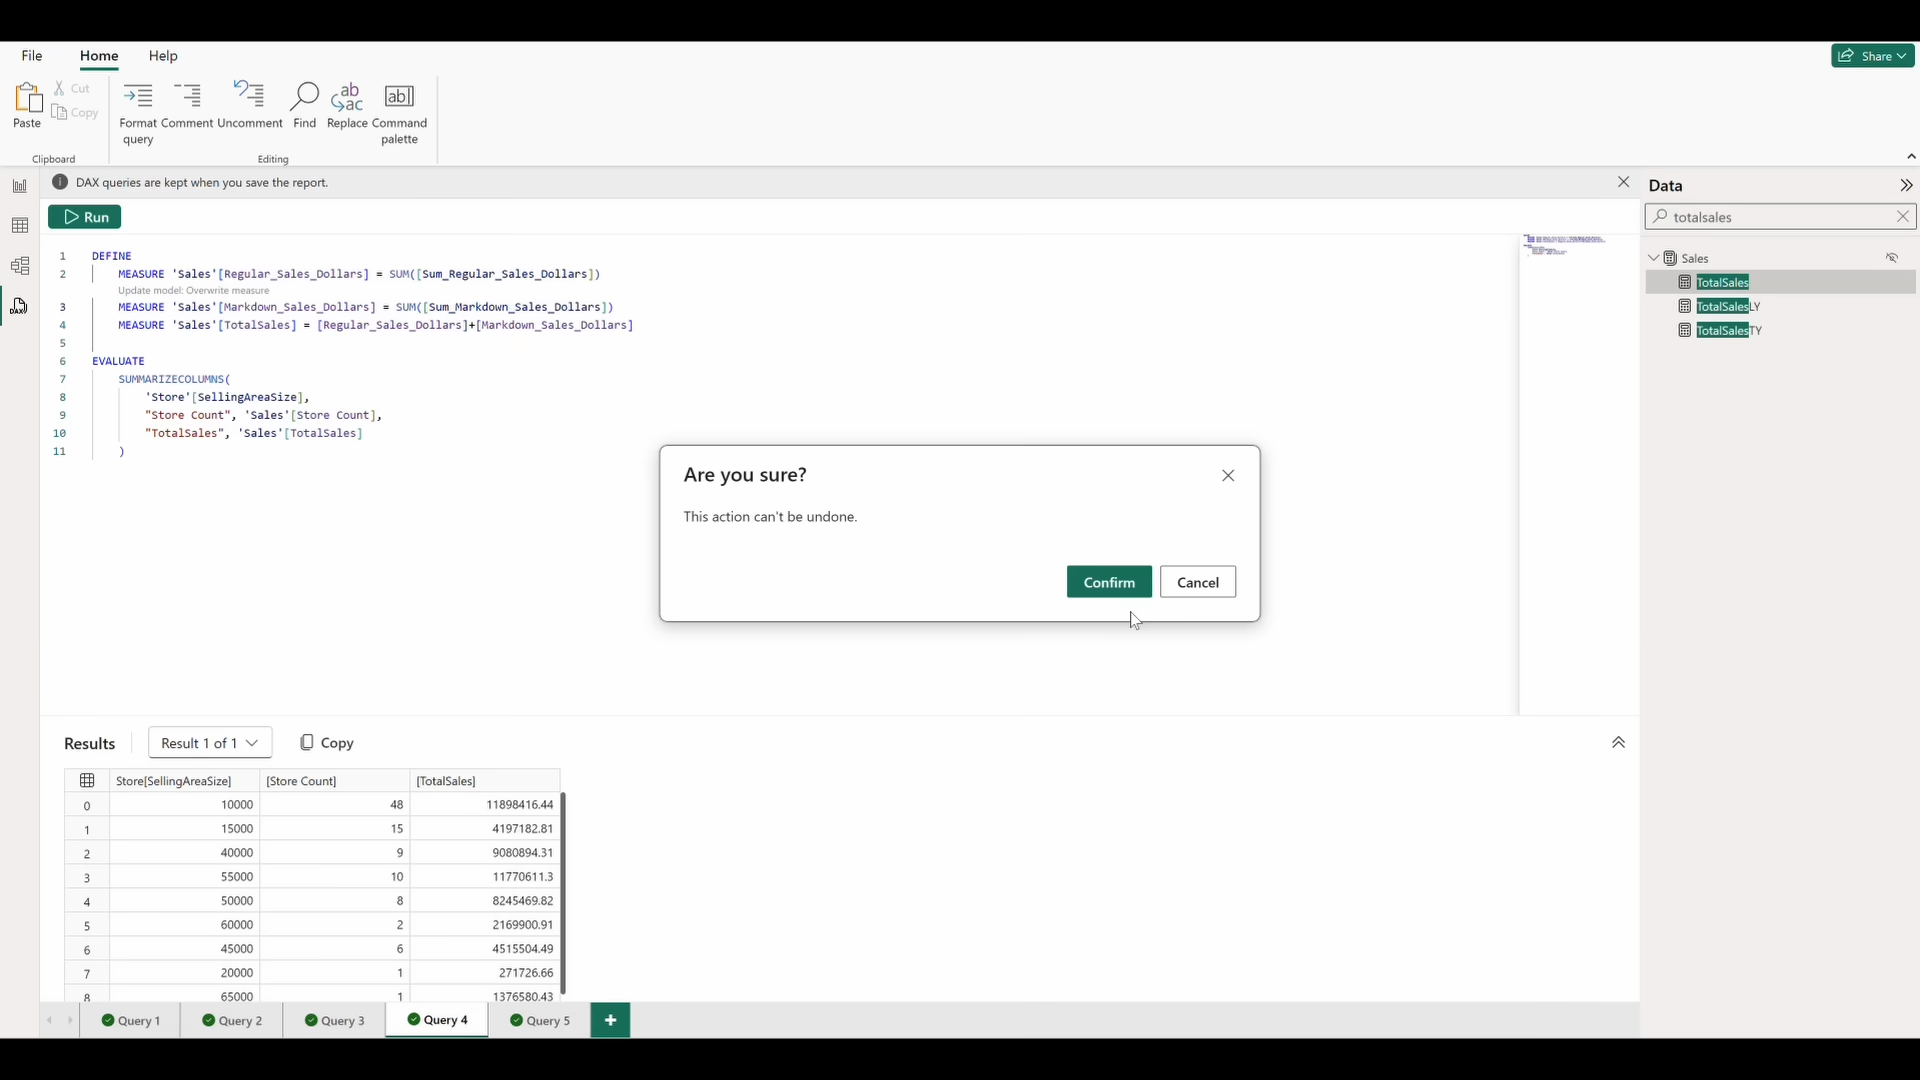 File
Home
Help
Share
Paste
Cut
Copy
Clipboard
Format query
Comment
Uncomment
Find
Replace
Command palette
Editing
DAX queries are kept when you save the report.
Run
1 DEFINE
2 MEASURE 'Sales'[Regular_Sales_Dollars] = SUM([Sum_Regular_Sales_Dollars])
Update model: Overwrite measure
3 MEASURE 'Sales'[Markdown_Sales_Dollars] = SUM([Sum_Markdown_Sales_Dollars])
4 MEASURE 'Sales'[TotalSales] = [Regular_Sales_Dollars]+[Markdown_Sales_Dollars]
5
6 EVALUATE
7 SUMMARIZECOLUMNS(
8 'Store'[SellingAreaSize],
9 "Store Count", 'Sales'[Store Count],
10 "TotalSales", 'Sales'[TotalSales]
11 )
Are you sure?
This action can't be undone.
Confirm
Cancel
Data
totalsales
Sales
TotalSales
TotalSalesLY
TotalSalesTY
Results
Result 1 of 1
Copy
Store[SellingAreaSize] [Store Count] [TotalSales]
0 10000 48 11898416.44
1 15000 15 4197182.81
2 40000 9 9080894.31
3 55000 10 11770611.3
4 50000 8 8245469.82
5 60000 2 2169900.91
6 45000 6 4515504.49
7 20000 1 271726.66
8 65000 1 1376580.43
Query 1
Query 2
Query 3
Query 4
Query 5